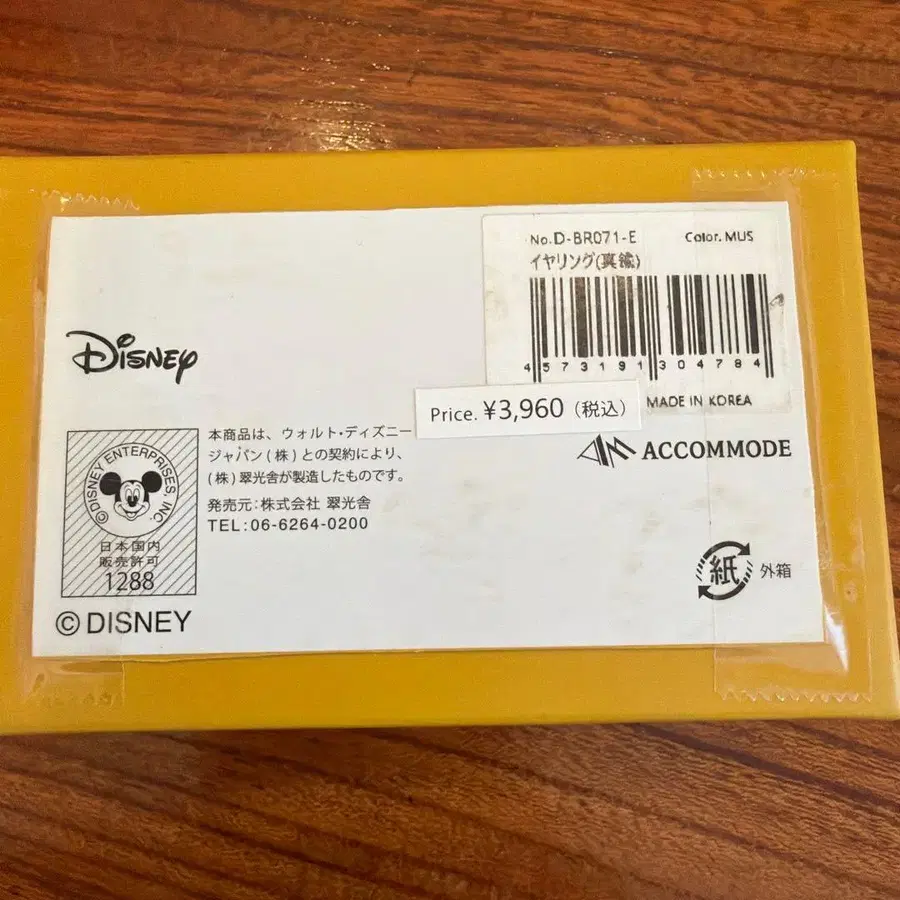 No.D-BR071-E Color.MUS
イヤリング(真鍮)
4573191304784
MADE IN KOREA
Price. ¥3,960 (税込)
ACCOMMODE
Disney
本商品は、ウォルト・ディズニー
ジャパン(株)との契約により、
(株)翠光舎が製造したものです。
発売元:株式会社 翠光舎
TEL:06-6264-0200
©DISNEY ENTERPRISES, INC.
日本国内
販売許可
1288
© DISNEY
紙 外箱